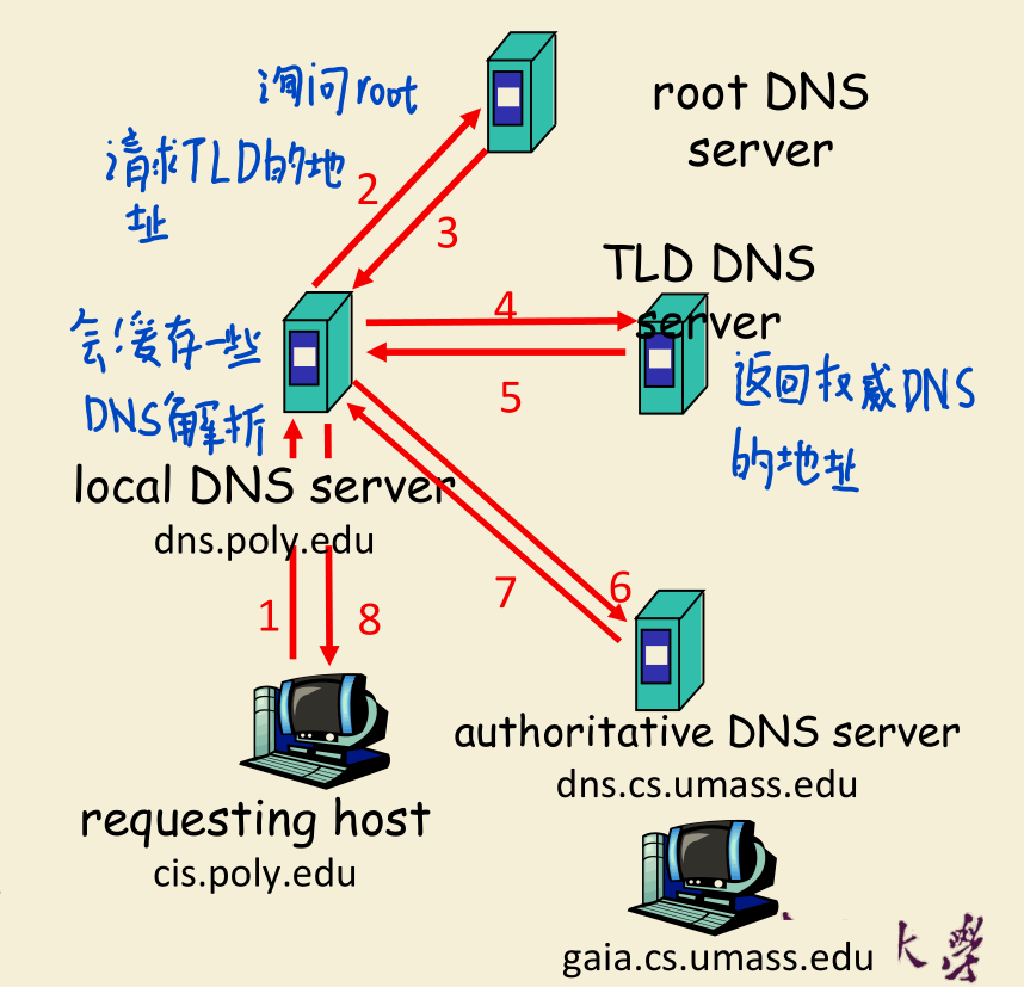 询问root
root DNS
server
请求TLD的地
址
2
3
TLD DNS
server
4
会缓存一些
DNS解析
返回权威DNS
的地址
5
local DNS server
dns.poly.edu
7
6
1
8
authoritative DNS server
dns.cs.umass.edu
requesting host
cis.poly.edu
gaia.cs.umass.edu
大學